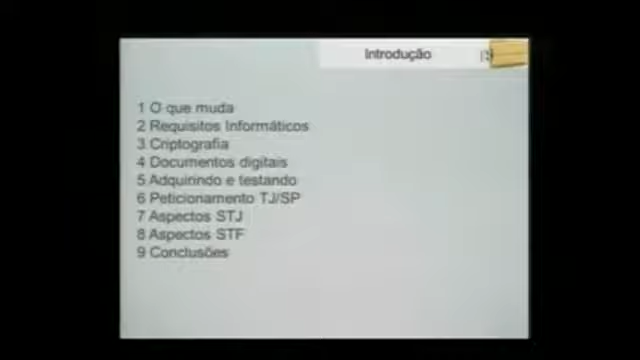 Introdução
1 O que muda
2 Requisitos Informáticos
3 Criptografia
4 Documentos digitais
5 Adquirindo e testando
6 Peticionamento TJ/SP
7 Aspectos STJ
8 Aspectos STF
9 Conclusões